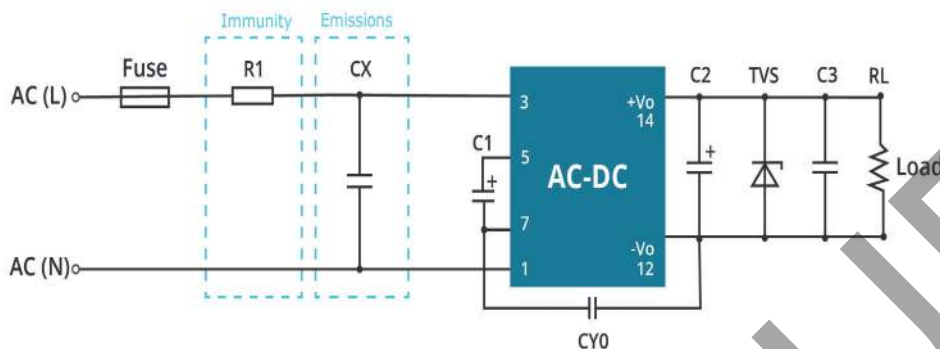 Immunity
Emissions
Fuse
R1
CX
C2
TVS
C3
RL
AC (L)
3
+Vo
14
C1
+
5
AC-DC
+
Load
+
7
-Vo
12
AC (N)
1
CY0